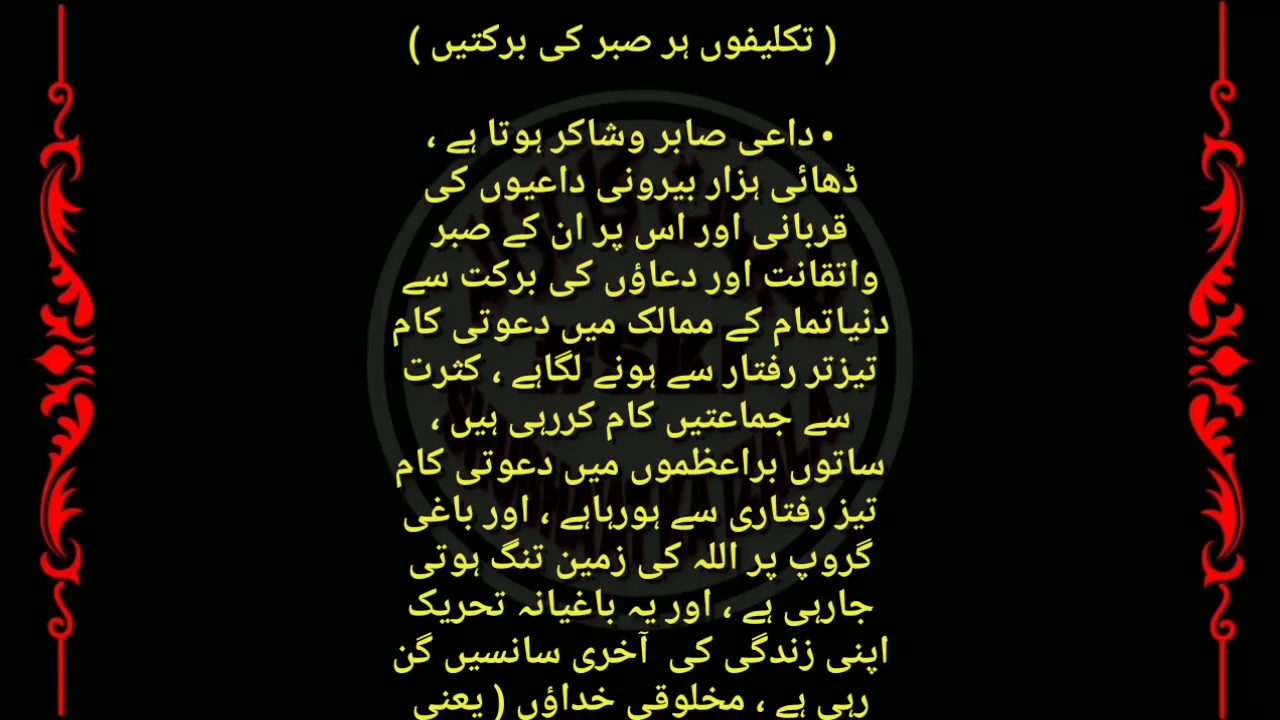 ( تکلیفوں ہر صبر کی برکتیں )
• داعی صابر وشاکر ہوتا ہے ،
ڈھائی ہزار بیرونی داعیوں کی
قربانی اور اس پر ان کے صبر
واتقانت اور دعاؤں کی برکت سے
دنیاتمام کے ممالک میں دعوتی کام
تیزتر رفتار سے ہونے لگاہے ، کثرت
سے جماعتیں کام کررہی ہیں ،
ساتوں براعظموں میں دعوتی کام
تیز رفتاری سے ہورہاہے ، اور باغی
گروپ پر اللہ کی زمین تنگ ہوتی
جارہی ہے ، اور یہ باغیانہ تحریک
اپنی زندگی کی آخری سانسیں گن
رہی ہے ، مخلوقی خداؤں ( یعنی